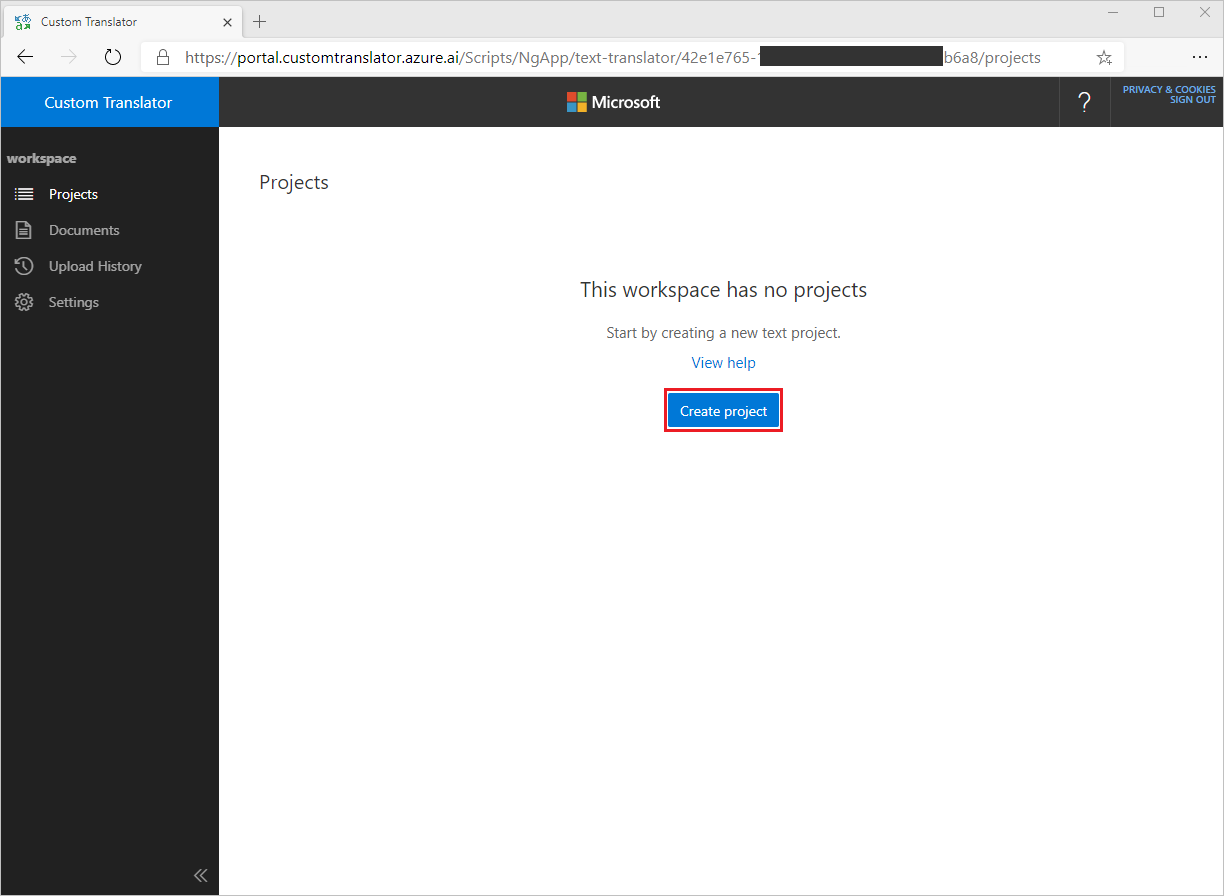 Custom Translator
https://portal.customtranslator.azure.ai/Scripts/NgApp/text-translator/42e1e765- b6a8/projects
Custom Translator
Microsoft
?
PRIVACY & COOKIES
SIGN OUT
workspace
Projects
Documents
Upload History
Settings
Projects
This workspace has no projects
Start by creating a new text project.
View help
Create project